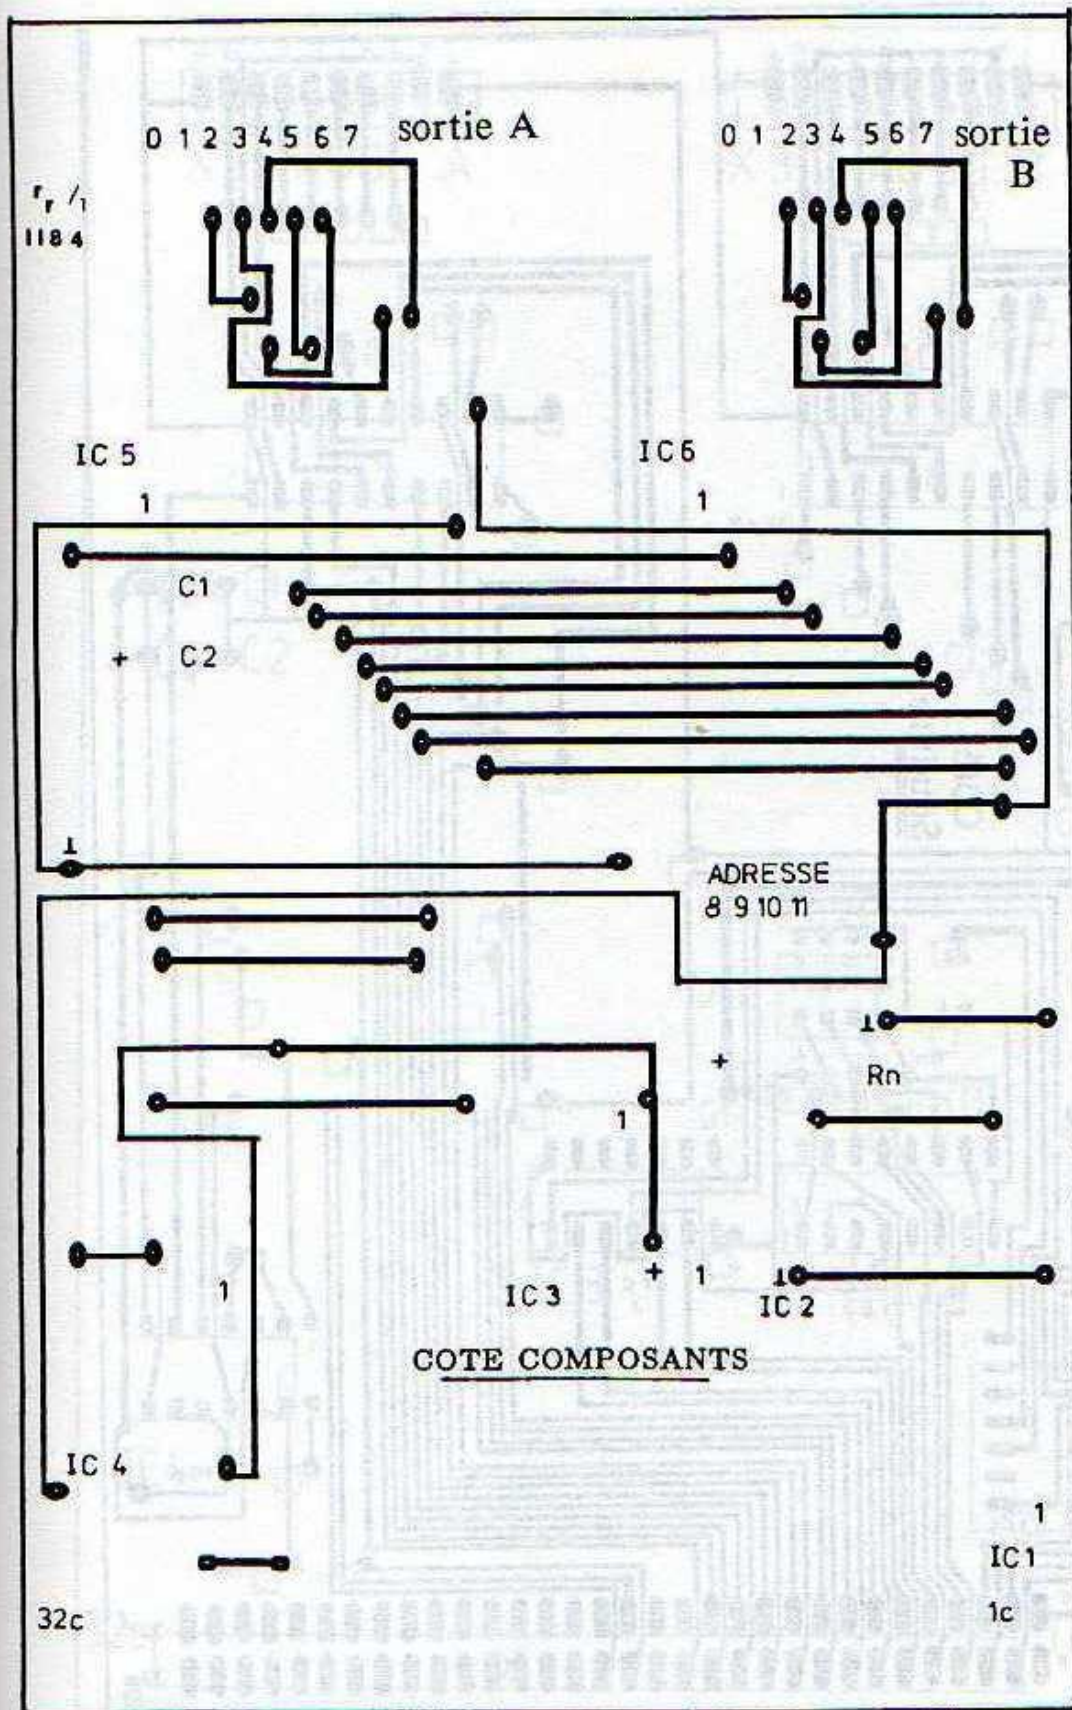 0 1 2 3 4 5 6 7 sortie A
0 1 2 3 4 5 6 7 sortie B
r r /1
1184
IC 5
IC6
1
1
C1
+ C2
⊥
ADRESSE
8 9 10 11
⊥
+
Rn
1
1
+ 1
⊥
IC 3
IC 2
COTE COMPOSANTS
IC 4
1
IC1
32c
1c